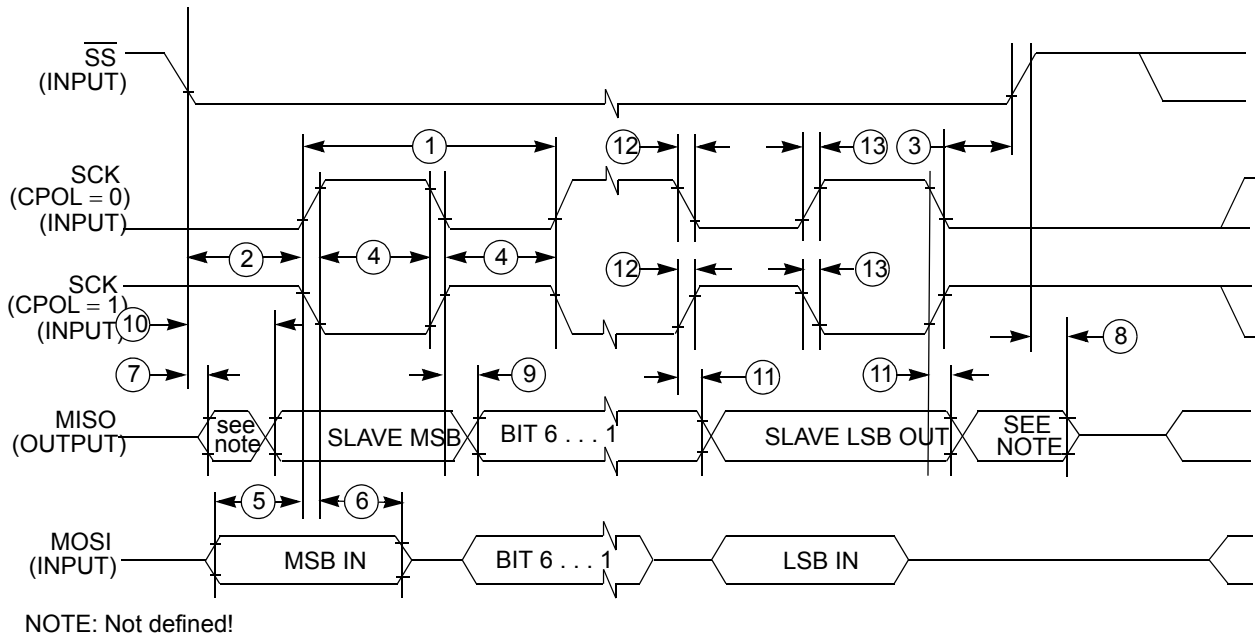 SS
(INPUT)
1
12
13
3
SCK
(CPOL = 0)
(INPUT)
2
4
4
12
13
SCK
(CPOL = 1)
(INPUT)
10
8
7
9
11
11
MISO
(OUTPUT)
see
note
SLAVE MSB
BIT 6 . . . 1
SLAVE LSB OUT
SEE
NOTE
5
6
MOSI
(INPUT)
MSB IN
BIT 6 . . . 1
LSB IN
NOTE: Not defined!